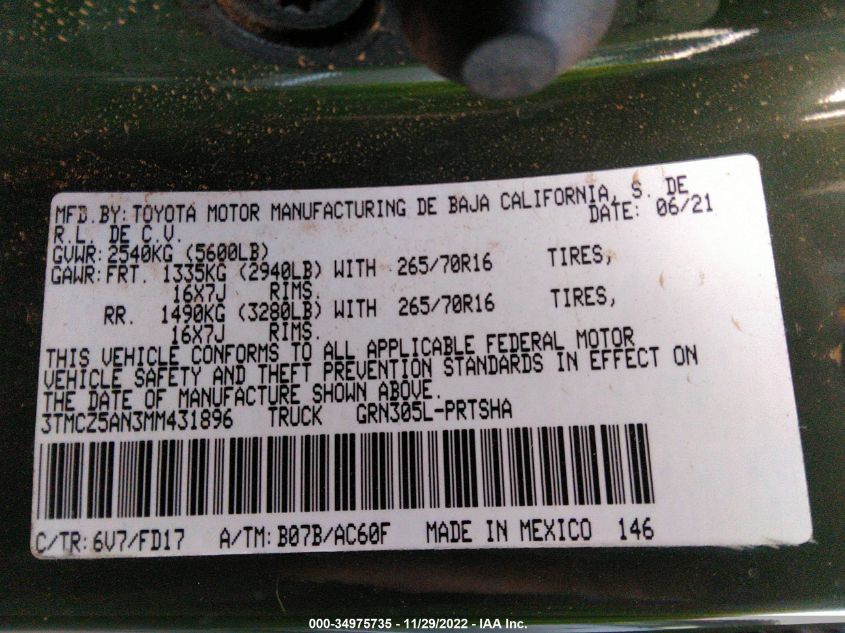 MFD.BY: TOYOTA MOTOR MANUFACTURING DE BAJA CALIFORNIA, S. DE
R.L. DE C.V. DATE: 06/21
GVWR: 2540KG (5600LB)
GAWR: FRT. 1335KG (2940LB) WITH 265/70R16 TIRES,
16X7J RIMS.
RR. 1490KG (3280LB) WITH 265/70R16 TIRES,
16X7J RIMS.
THIS VEHICLE CONFORMS TO ALL APPLICABLE FEDERAL MOTOR
VEHICLE SAFETY AND THEFT PREVENTION STANDARDS IN EFFECT ON
THE DATE OF MANUFACTURE SHOWN ABOVE.
3TMCZ5AN3MM431896 TRUCK GRN305L-PRTSHA
C/TR: 6V7/FD17 A/TM: B07B/AC60F MADE IN MEXICO 146
000-34975735 - 11/29/2022 - IAA Inc.